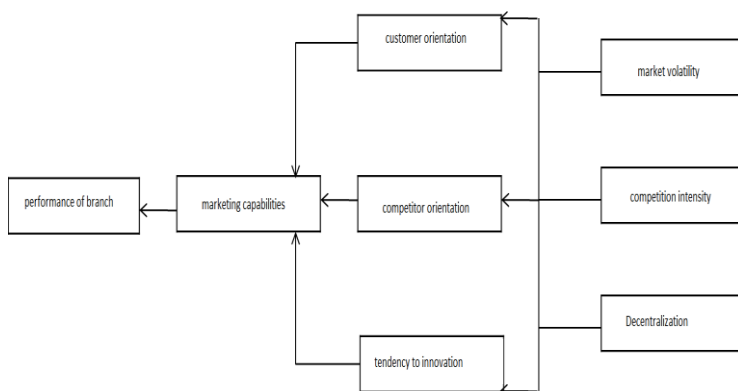 customer orientation
market volatility
performance of branch
marketing capabilities
competitor orientation
competition intensity
tendency to innovation
Decentralization